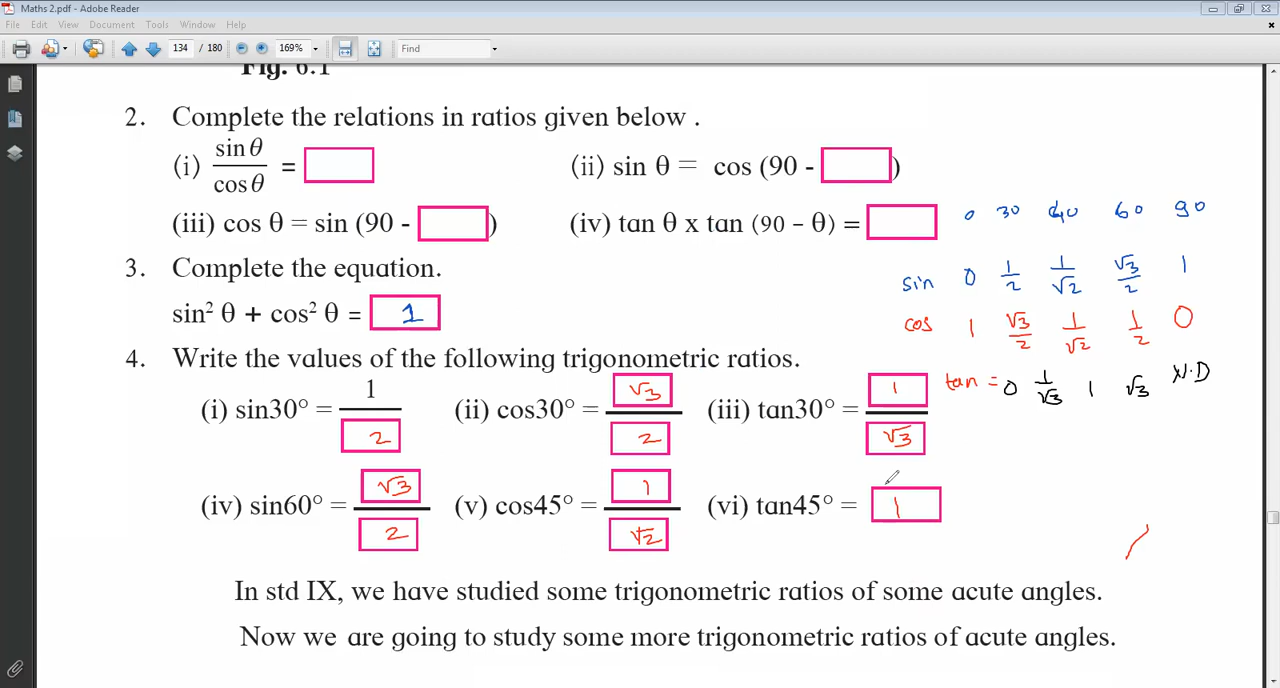 Maths 2.pdf - Adobe Reader
File Edit View Document Tools Window Help
134 / 180 169% Find
Fig. 6.1
2. Complete the relations in ratios given below .
(i) sin θ / cos θ =
(ii) sin θ = cos (90 - )
(iii) cos θ = sin (90 - )
(iv) tan θ x tan (90 – θ) =
0 30 60 90
3. Complete the equation.
sin 0 1/2 1/√2 √3/2 1
sin² θ + cos² θ = 1
cos 1 √3/2 1/√2 1/2 0
4. Write the values of the following trigonometric ratios.
tan = 0 1/√3 1 √3 N.D
(i) sin30° = 1/2 (ii) cos30° = √3/2 (iii) tan30° = 1/√3
(iv) sin60° = √3/2 (v) cos45° = 1/√2 (vi) tan45° = 1
In std IX, we have studied some trigonometric ratios of some acute angles.
Now we are going to study some more trigonometric ratios of acute angles.